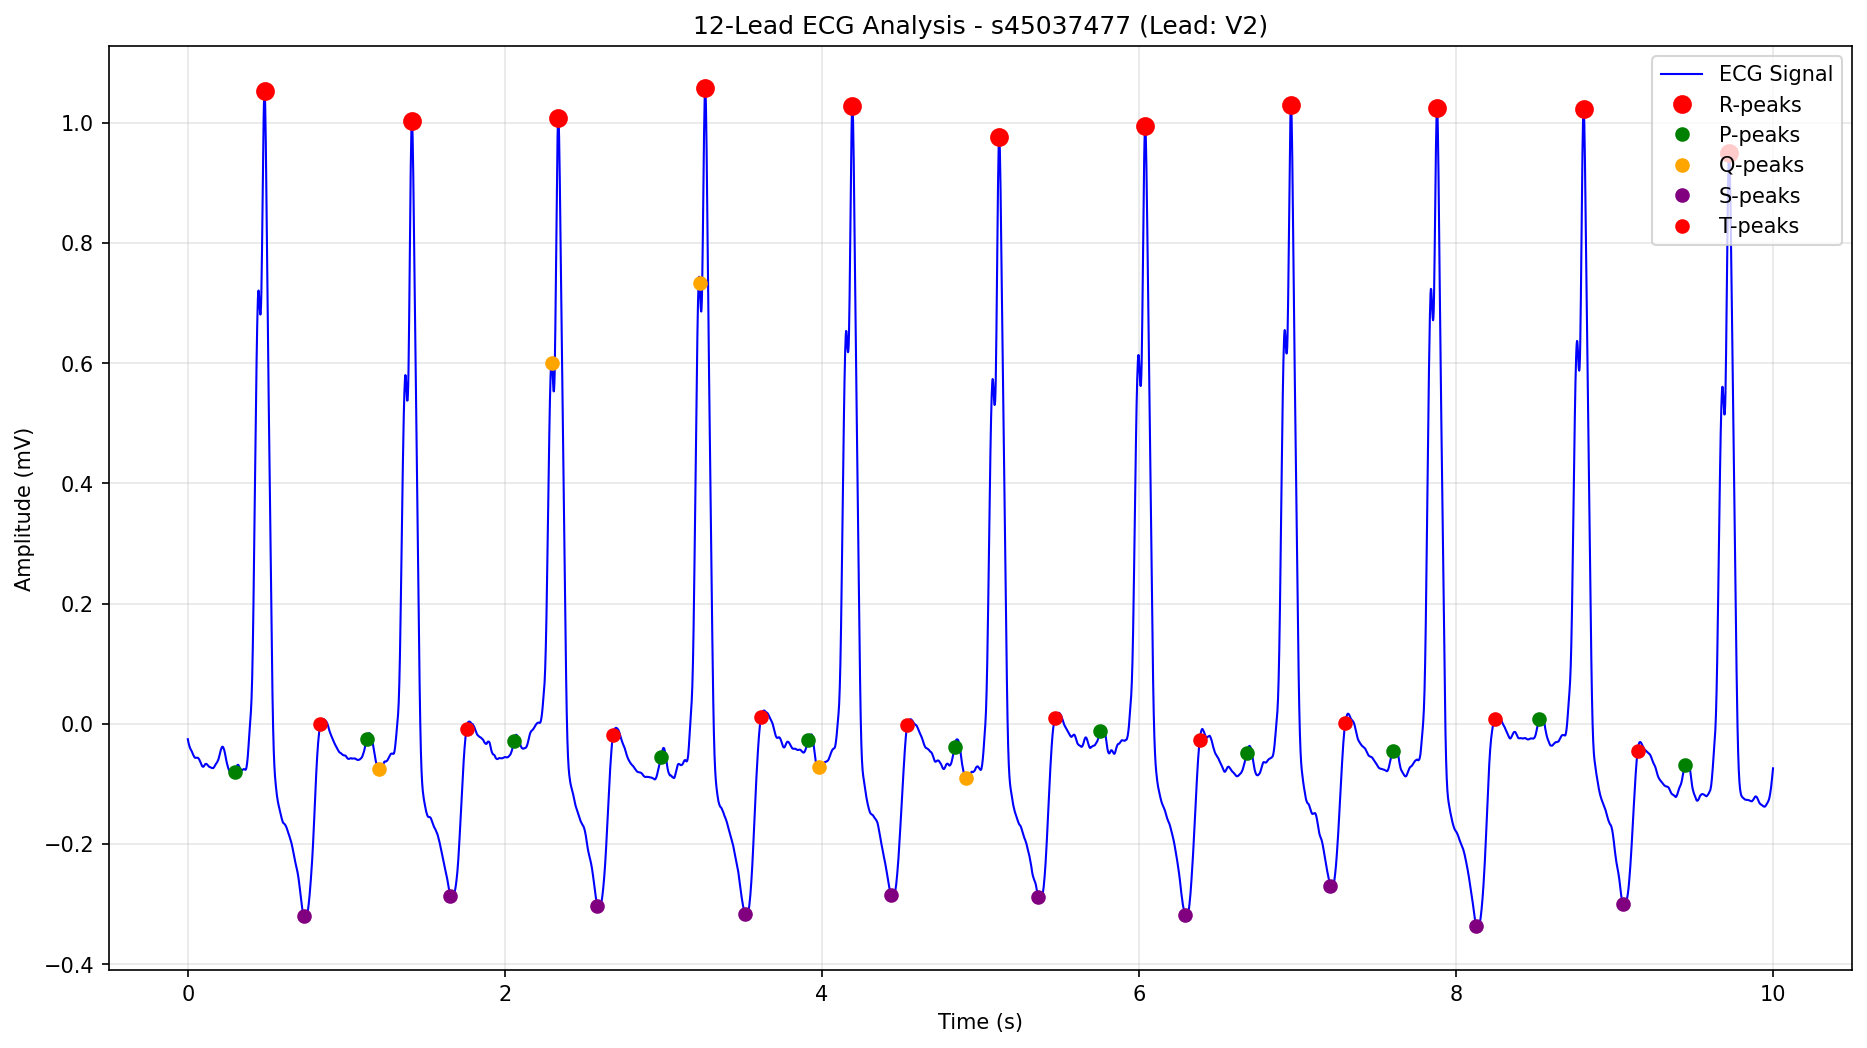 12-Lead ECG Analysis - s45037477 (Lead: V2)
ECG Signal
R-peaks
P-peaks
Q-peaks
S-peaks
T-peaks
Amplitude (mV)
1.0
0.8
0.6
0.4
0.2
0.0
−0.2
−0.4
0 2 4 6 8 10
Time (s)